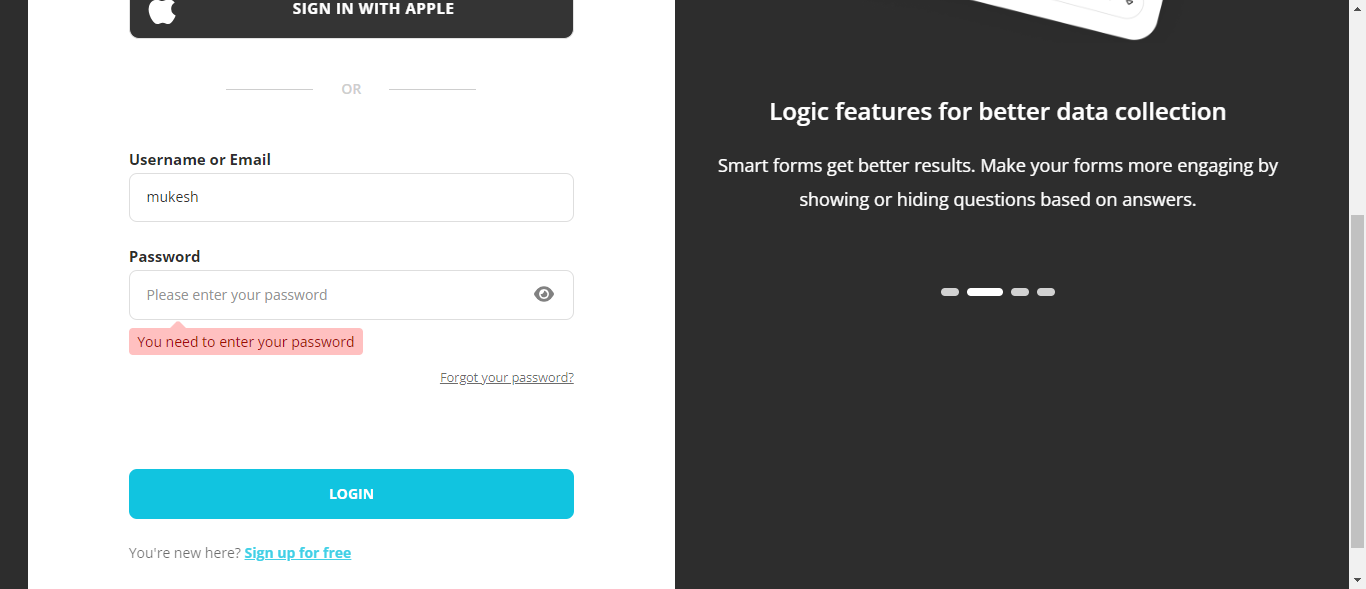 SIGN IN WITH APPLE
OR
Username or Email
mukesh
Password
Please enter your password
You need to enter your password
Forgot your password?
LOGIN
You're new here? Sign up for free
Logic features for better data collection
Smart forms get better results. Make your forms more engaging by
showing or hiding questions based on answers.